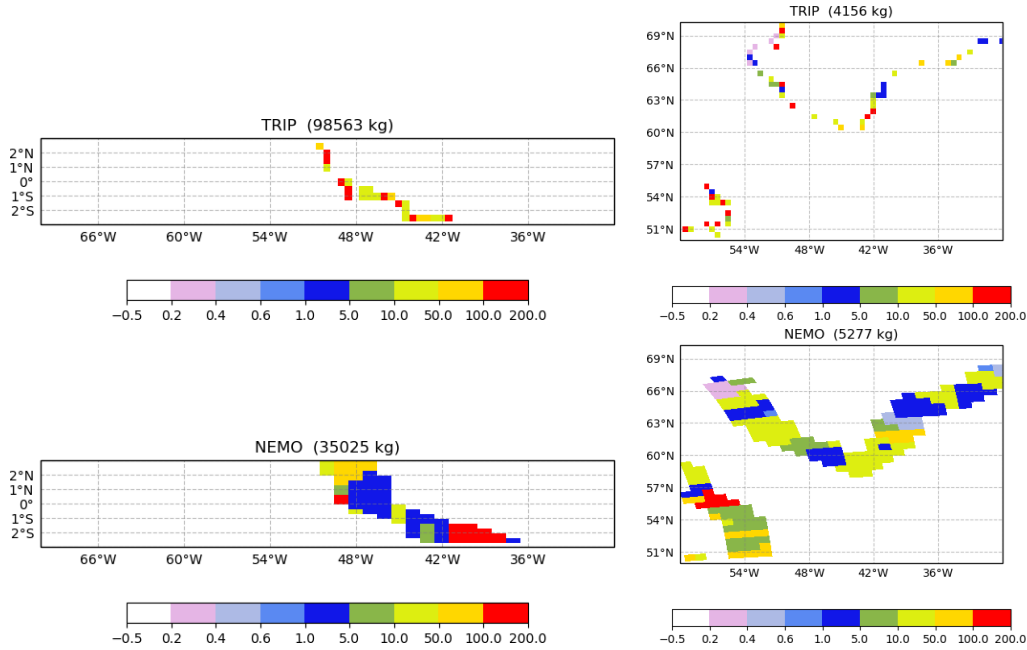 TRIP (4156 kg)
69°N
66°N
63°N
60°N
57°N
54°N
51°N
54°W 48°W 42°W 36°W
−0.5 0.2 0.4 0.6 1.0 5.0 10.0 50.0 100.0 200.0
TRIP (98563 kg)
2°N
1°N
0°
1°S
2°S
66°W 60°W 54°W 48°W 42°W 36°W
−0.5 0.2 0.4 0.6 1.0 5.0 10.0 50.0 100.0 200.0
NEMO (5277 kg)
69°N
66°N
63°N
60°N
57°N
54°N
51°N
54°W 48°W 42°W 36°W
−0.5 0.2 0.4 0.6 1.0 5.0 10.0 50.0 100.0 200.0
NEMO (35025 kg)
2°N
1°N
0°
1°S
2°S
66°W 60°W 54°W 48°W 42°W 36°W
−0.5 0.2 0.4 0.6 1.0 5.0 10.0 50.0 100.0 200.0